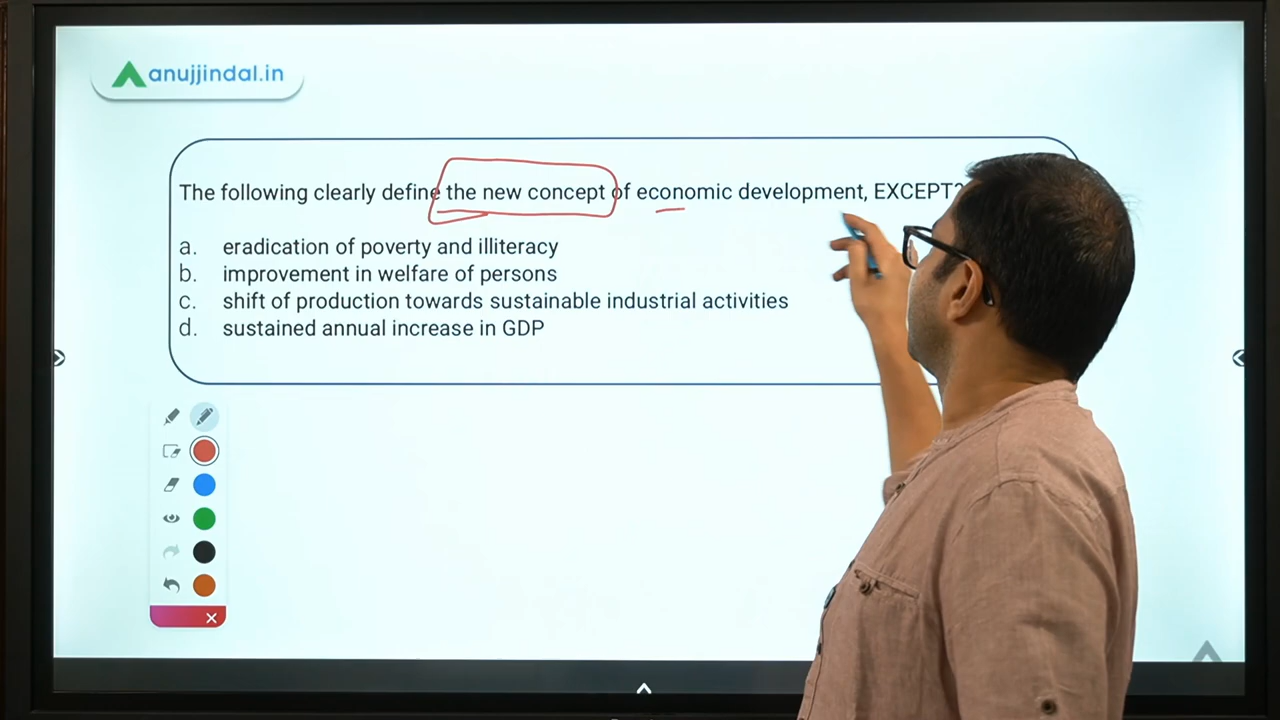 anujjindal.in
The following clearly define the new concept of economic development, EXCEPT?
a. eradication of poverty and illiteracy
b. improvement in welfare of persons
c. shift of production towards sustainable industrial activities
d. sustained annual increase in GDP